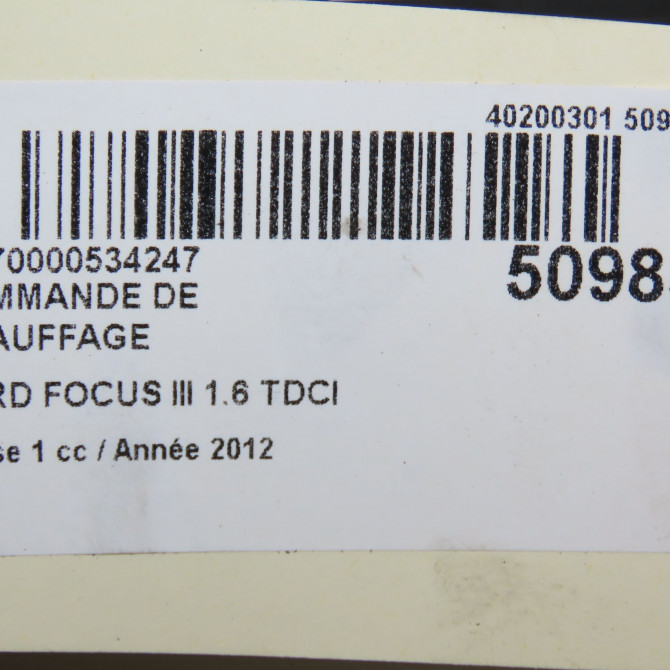 40200301 509
70000534247
5098
MMANDE DE
AUFFAGE
RD FOCUS III 1.6 TDCI
se 1 cc / Année 2012